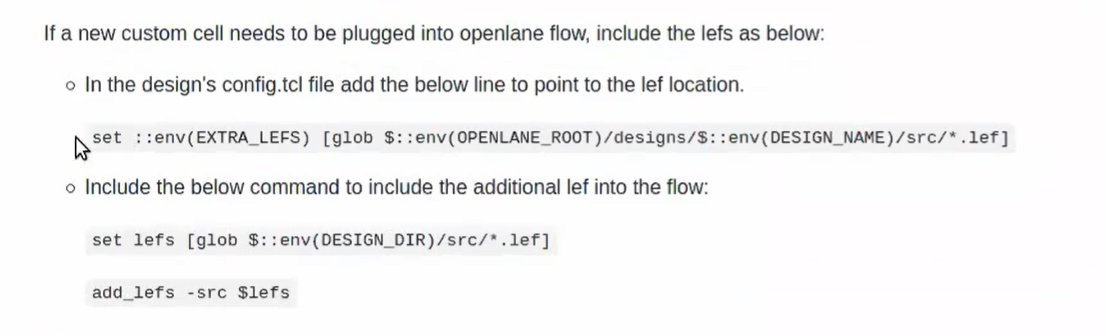 If a new custom cell needs to be plugged into openlane flow, include the lefs as below:
In the design's config.tcl file add the below line to point to the lef location.
set ::env(EXTRA_LEFS) [glob $::env(OPENLANE_ROOT)/designs/$::env(DESIGN_NAME)/src/*.lef]
Include the below command to include the additional lef into the flow:
set lefs [glob $::env(DESIGN_DIR)/src/*.lef]
add_lefs -src $lefs